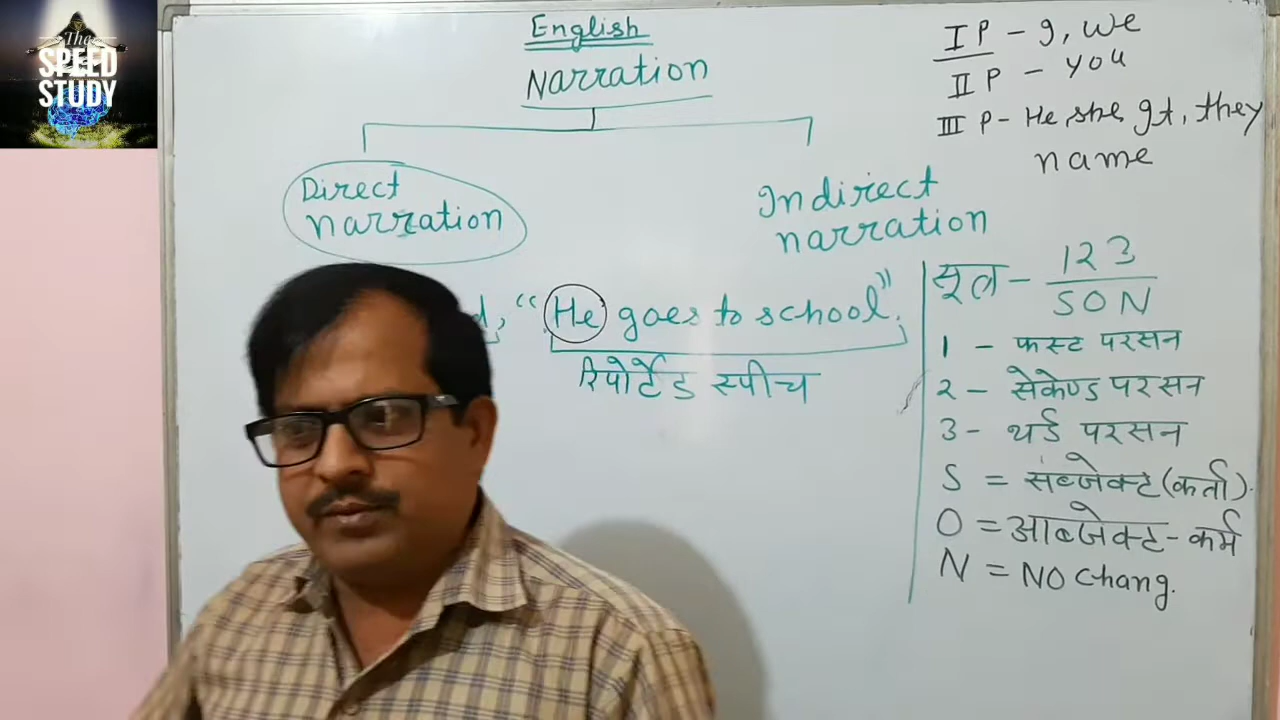 The
SPEED
STUDY
English
Narration
I P - I, we
II P - you
III P - He, she It, they
name
Direct
narration
Indirect
narration
, “He goes to school”.
रिपोर्टेड स्पीच
सूत्र - 123
SON
1 - फस्ट परसन
2 - सेकेण्ड परसन
3 - थर्ड परसन
S = सब्जेक्ट (कर्ता).
O = आब्जेक्ट - कर्म
N = NO Chang.